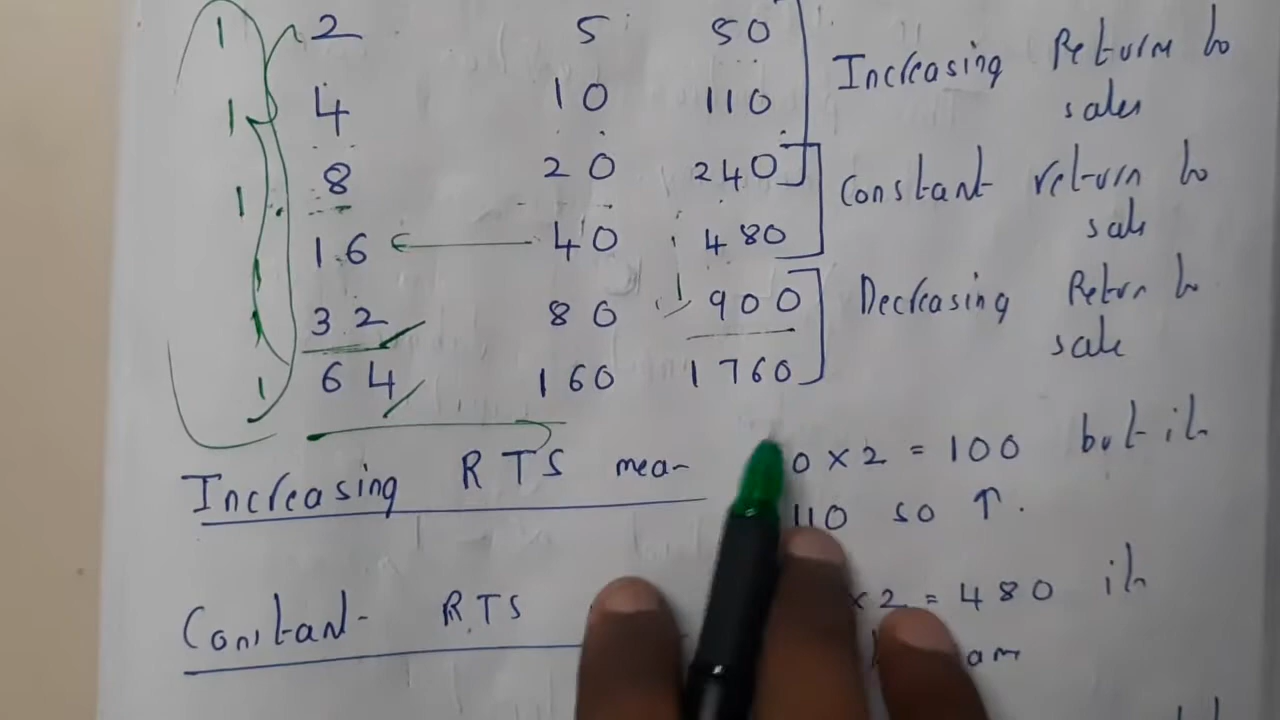 1 2 5 50 Increasing Return to
1 4 10 110 sales
1 8 20 240 Constant return to
16 40 480 sale
1 32 80 900 Decreasing Return to
sale
1 64 160 1760
Increasing RTS mean 0 x 2 = 100 but it
110 so ↑.
Constant RTS x 2 = 480 it